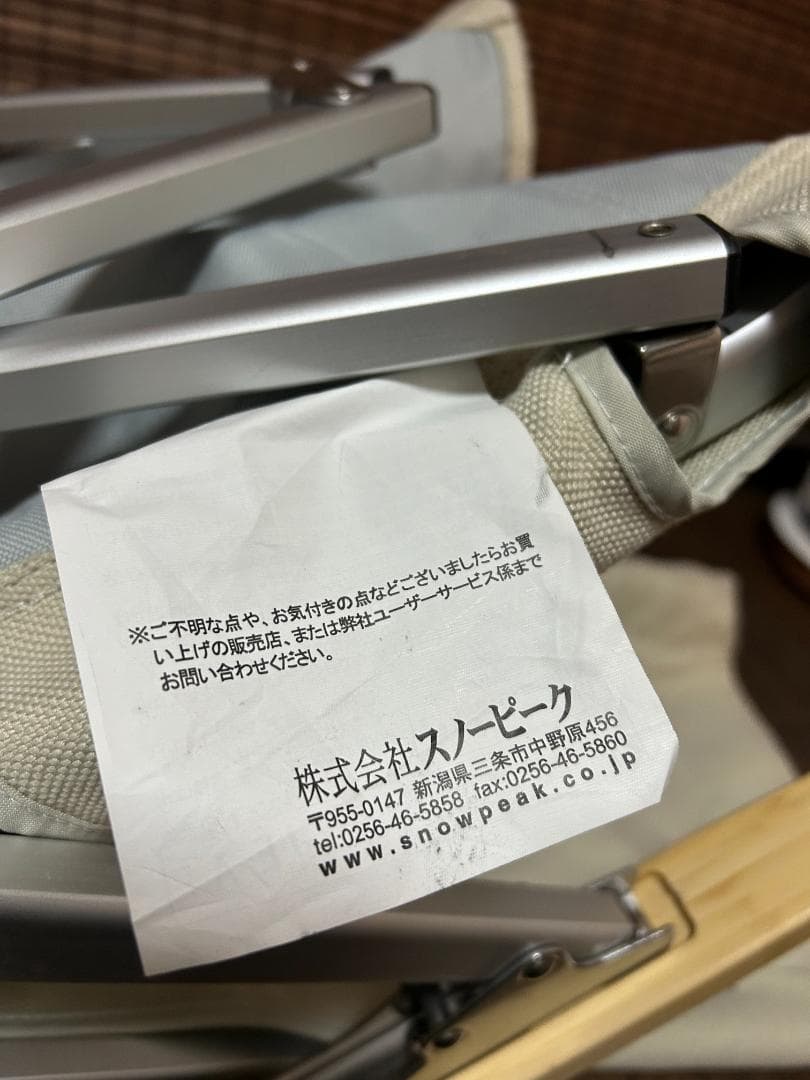 ※ご不明な点や、お気付きの点などございましたらお買
い上げの販売店、または弊社ユーザーサービス係まで
お問い合わせください。
株式会社スノーピーク
〒955-0147 新潟県三条市中野原456
tel:0256-46-5858 fax:0256-46-5860
www.snowpeak.co.jp